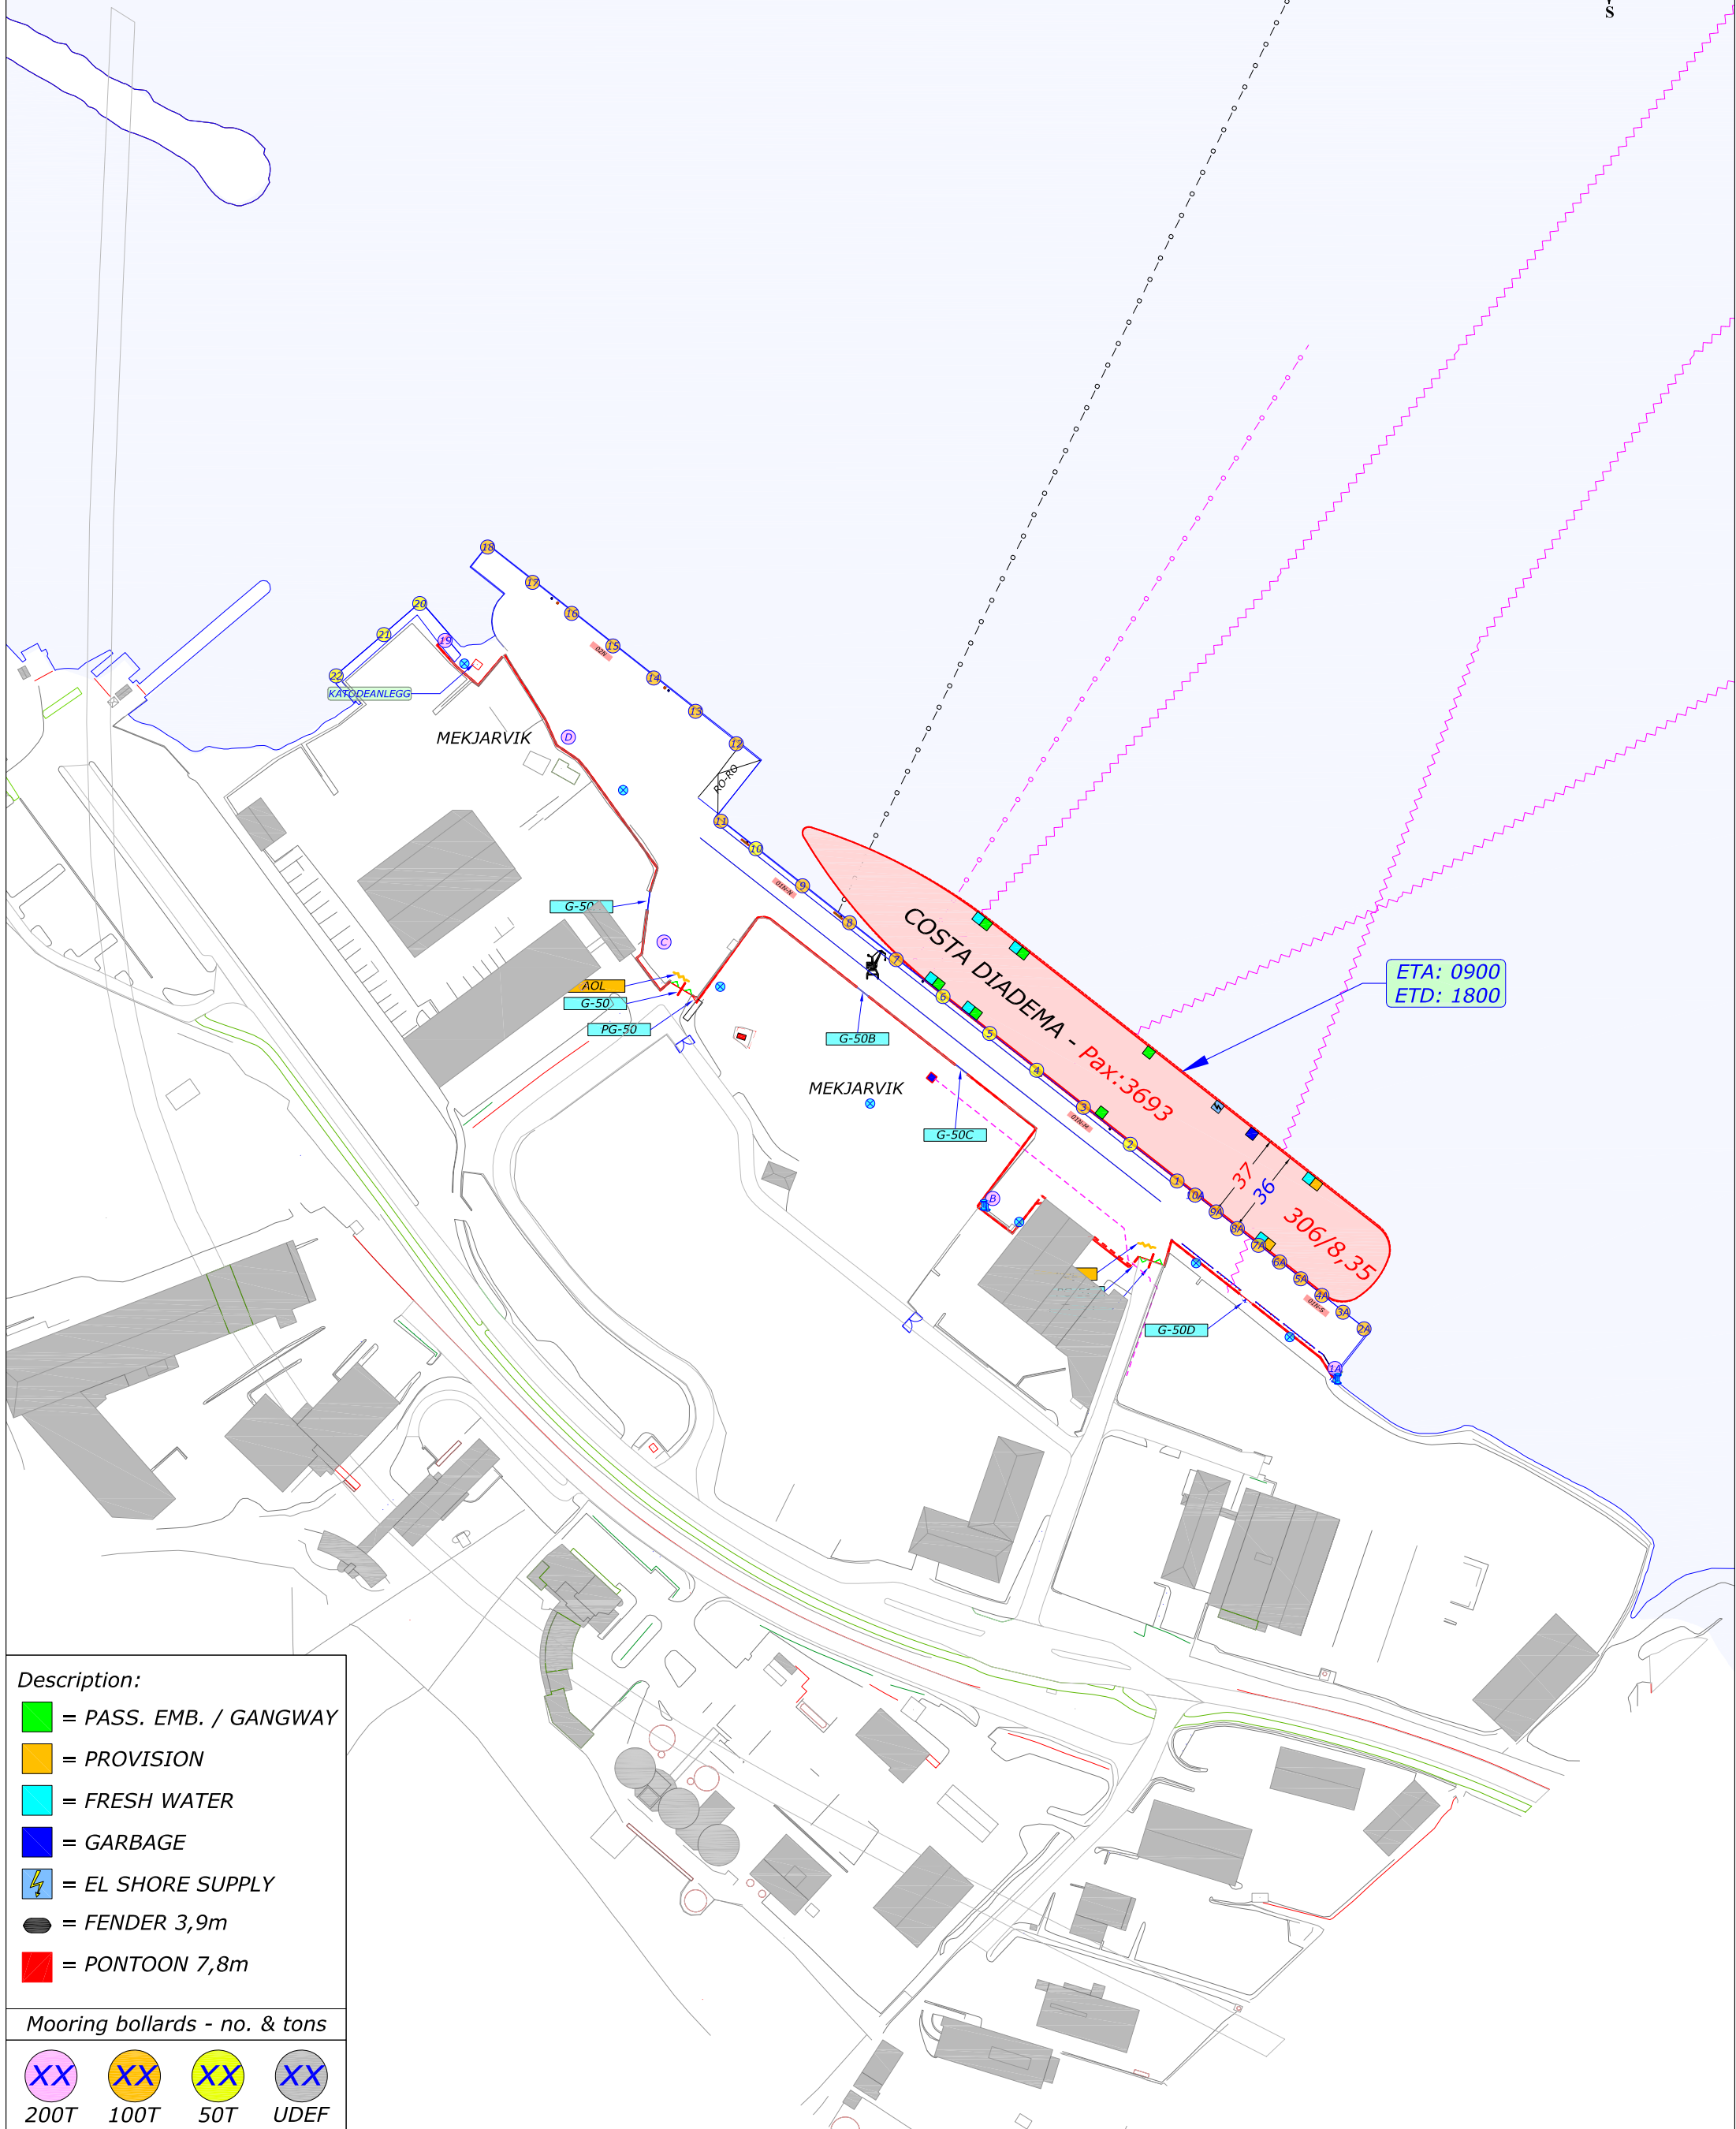 S
18
17
16
15
02N
14
13
12
RO-RO
11
10
20
21
19
22
KATODEANLEGG
MEKJARVIK
D
G-50
C
AOL
G-50
PG-50
01N-N
9
8
7
6
5
4
3
2
1
10A
9A
8A
7A
6A
5A
4A
3A
2A
1A
COSTA DIADEMA - Pax:3693
ETA: 0900
ETD: 1800
G-50B
MEKJARVIK
G-50C
01N-M
37
36
306/8,35
B
01N-S
G-50D
Description:
= PASS. EMB. / GANGWAY
= PROVISION
= FRESH WATER
= GARBAGE
= EL SHORE SUPPLY
= FENDER 3,9m
= PONTOON 7,8m
Mooring bollards - no. & tons
XX XX XX XX
200T 100T 50T UDEF